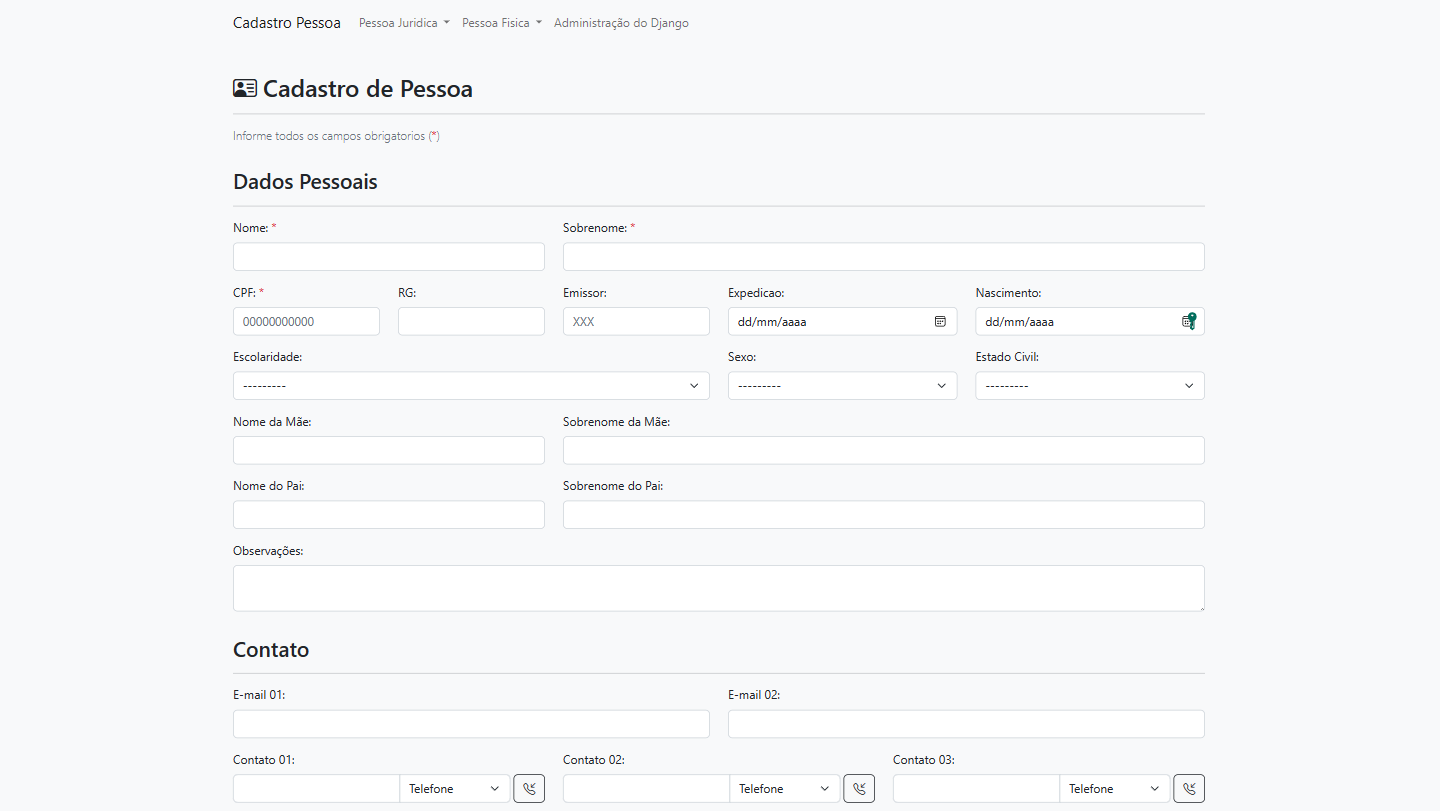 Cadastro Pessoa Pessoa Juridica Pessoa Fisica Administração do Django
Cadastro de Pessoa
Informe todos os campos obrigatorios (*)
Dados Pessoais
Nome: * Sobrenome: *
CPF: * RG: Emissor: Expedicao: Nascimento:
00000000000 XXX dd/mm/aaaa dd/mm/aaaa
Escolaridade: Sexo: Estado Civil:
--------- --------- ---------
Nome da Mãe: Sobrenome da Mãe:
Nome do Pai: Sobrenome do Pai:
Observações:
Contato
E-mail 01: E-mail 02:
Contato 01: Contato 02: Contato 03:
Telefone Telefone Telefone